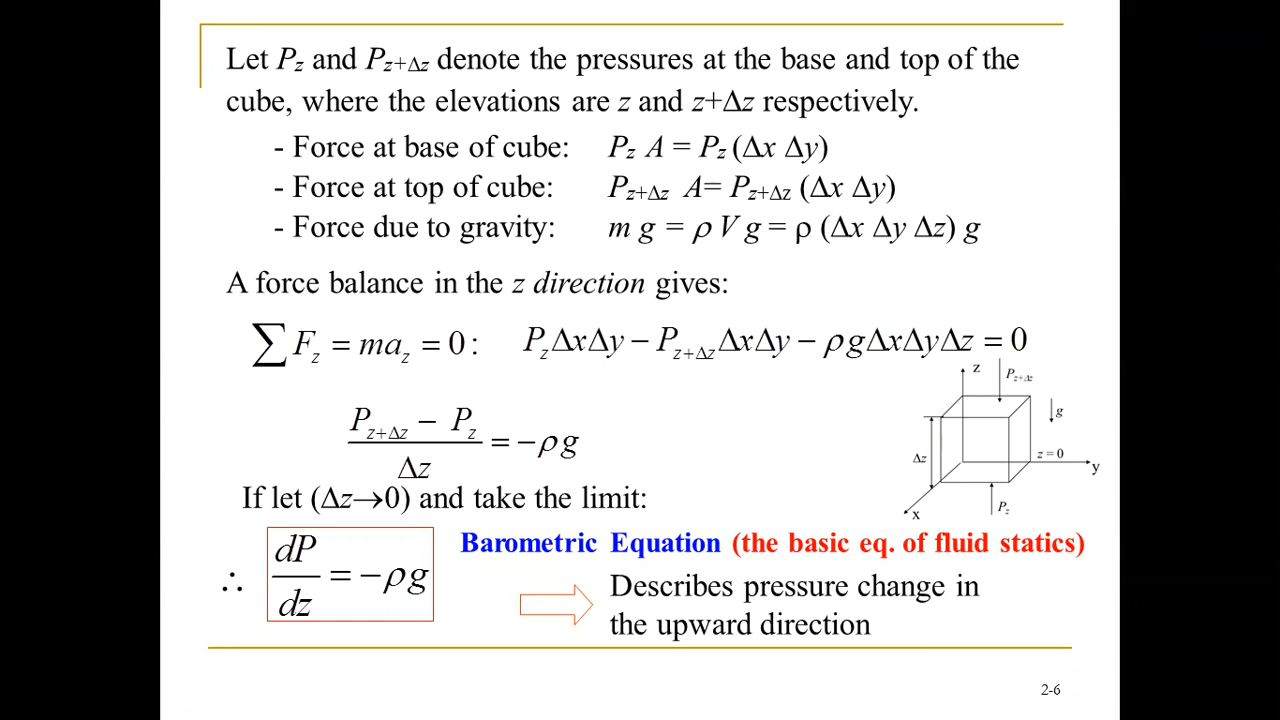 Let Pz and Pz+Δz denote the pressures at the base and top of the
cube, where the elevations are z and z+Δz respectively.
- Force at base of cube: Pz A = Pz (Δx Δy)
- Force at top of cube: Pz+Δz A= Pz+Δz (Δx Δy)
- Force due to gravity: m g = ρ V g = ρ (Δx Δy Δz) g
A force balance in the z direction gives:
∑ Fz = maz = 0 : PzΔxΔy − Pz+ΔzΔxΔy − ρgΔxΔyΔz = 0
z
Pz+Δz
g
Δz
z = 0
y
x
Pz
(Pz+Δz − Pz) / Δz = −ρg
If let (Δz→0) and take the limit:
∴ dP/dz = −ρg
Barometric Equation (the basic eq. of fluid statics)
Describes pressure change in
the upward direction
2-6